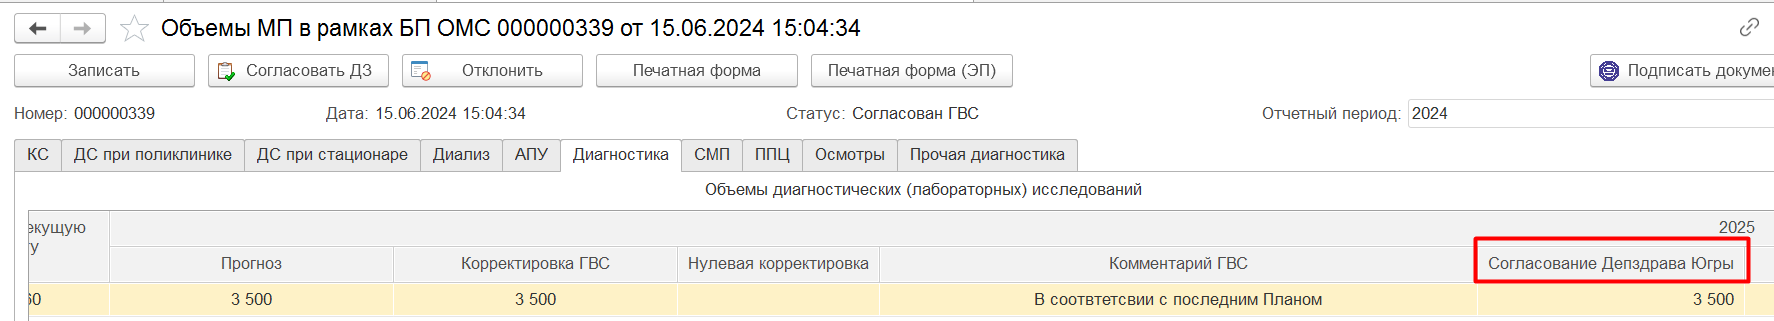 Объемы МП в рамках БП ОМС 000000339 от 15.06.2024 15:04:34
Записать Согласовать ДЗ Отклонить Печатная форма Печатная форма (ЭП) Подписать докумен
Номер: 000000339 Дата: 15.06.2024 15:04:34 Статус: Согласован ГВС Отчетный период: 2024
КС ДС при поликлинике ДС при стационаре Диализ АПУ Диагностика СМП ППЦ Осмотры Прочая диагностика
Объемы диагностических (лабораторных) исследований
екущую 2025
у
Прогноз Корректировка ГВС Нулевая корректировка Комментарий ГВС Согласование Депздрава Югры
60 3 500 3 500 В соотвтетсвии с последним Планом 3 500